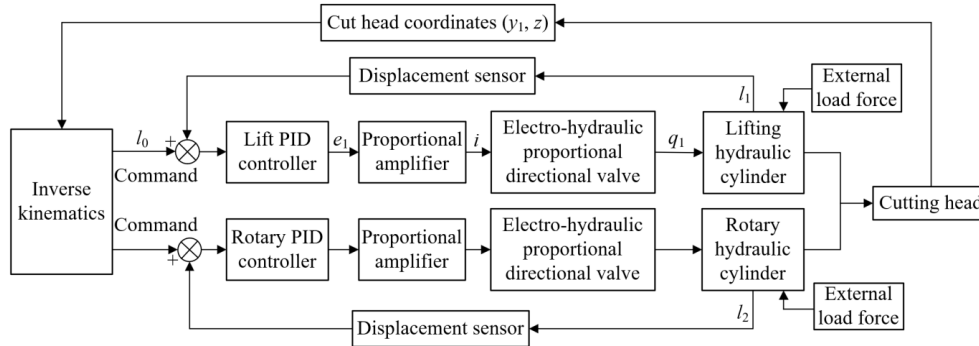 Cut head coordinates (y₁, z)
Displacement sensor
External
load force
l₁
l₀
+
Command
Lift PID
controller
e₁
Proportional
amplifier
i
Electro-hydraulic
proportional
directional valve
q₁
Lifting
hydraulic
cylinder
Inverse
kinematics
Cutting head
Command
+
Rotary PID
controller
Proportional
amplifier
Electro-hydraulic
proportional
directional valve
Rotary
hydraulic
cylinder
l₂
External
load force
Displacement sensor